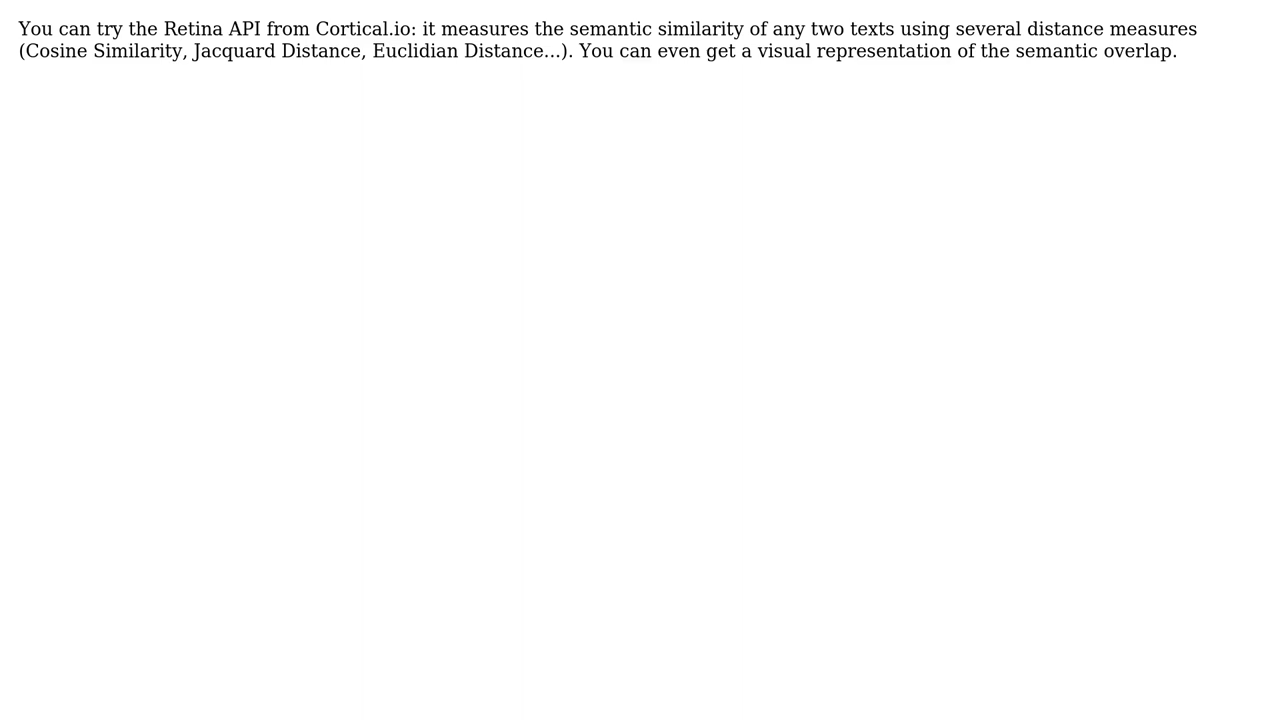 You can try the Retina API from Cortical.io: it measures the semantic similarity of any two texts using several distance measures
(Cosine Similarity, Jacquard Distance, Euclidian Distance...). You can even get a visual representation of the semantic overlap.